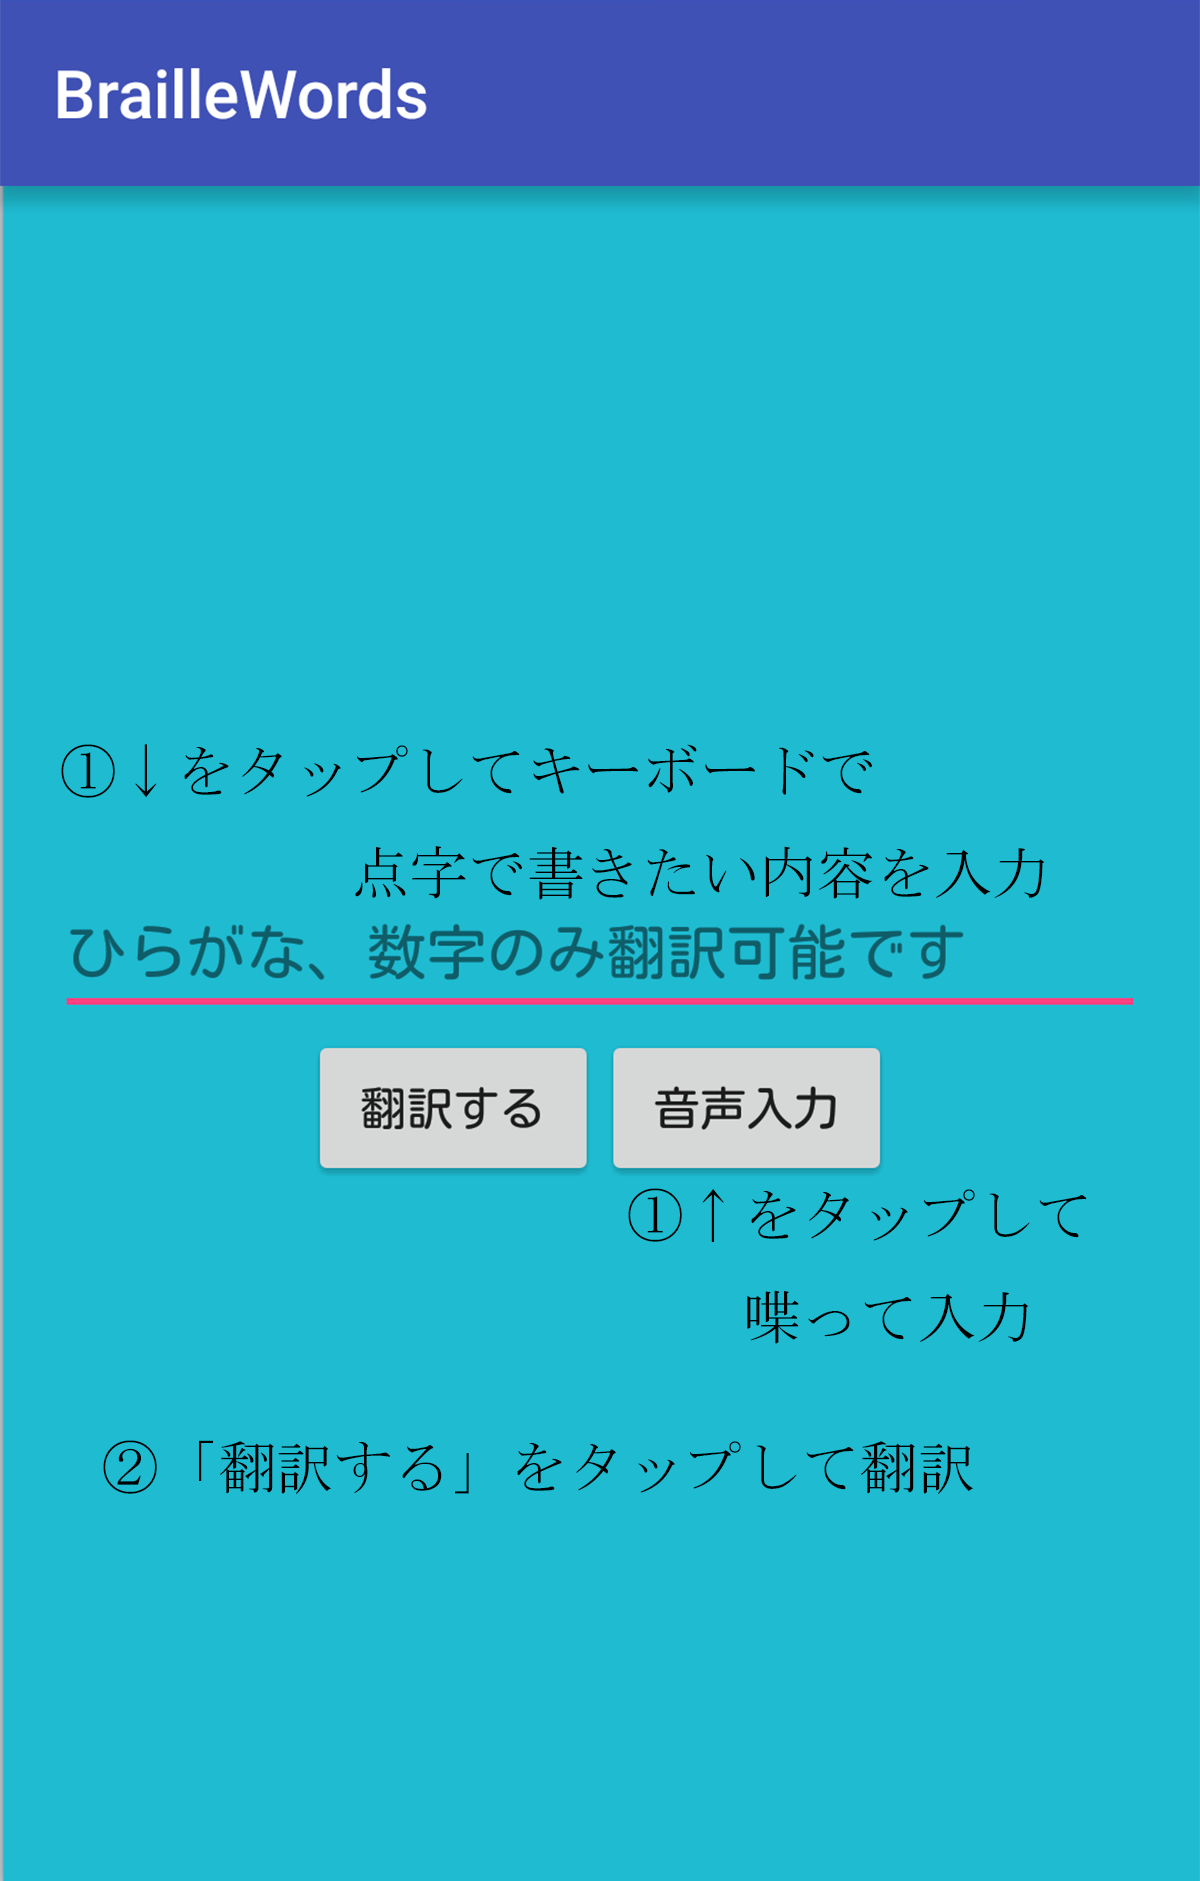 BrailleWords
①↓をタップしてキーボードで
点字で書きたい内容を入力
ひらがな、数字のみ翻訳可能です
翻訳する
音声入力
①↑をタップして
喋って入力
②「翻訳する」をタップして翻訳